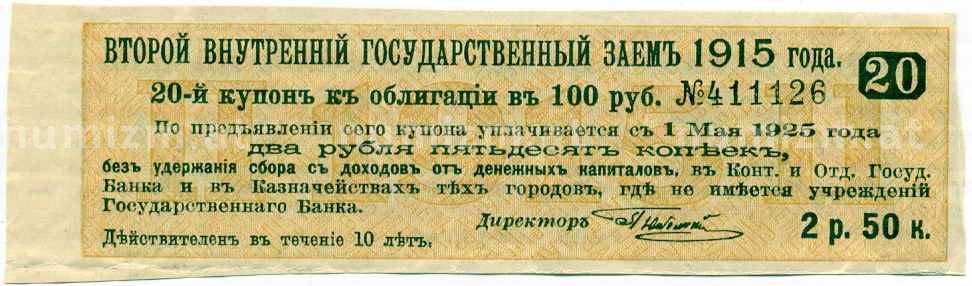 ВТОРОЙ ВНУТРЕННІЙ ГОСУДАРСТВЕННЫЙ ЗАЕМЪ 1915 года.
20
20-й купонъ къ облигаціи въ 100 руб. №411126
По предъявленіи сего купона уплачивается съ 1 Мая 1925 года
два рубля пятьдесятъ копѣекъ,
безъ удержанія сбора съ доходовъ отъ денежныхъ капиталовъ, въ Конт. и Отд. Госуд.
Банка и въ Казначействахъ тѣхъ городовъ, гдѣ не имѣется учрежденій
Государственнаго Банка.
Директоръ
2 р. 50 к.
Дѣйствителенъ въ теченіе 10 лѣтъ.